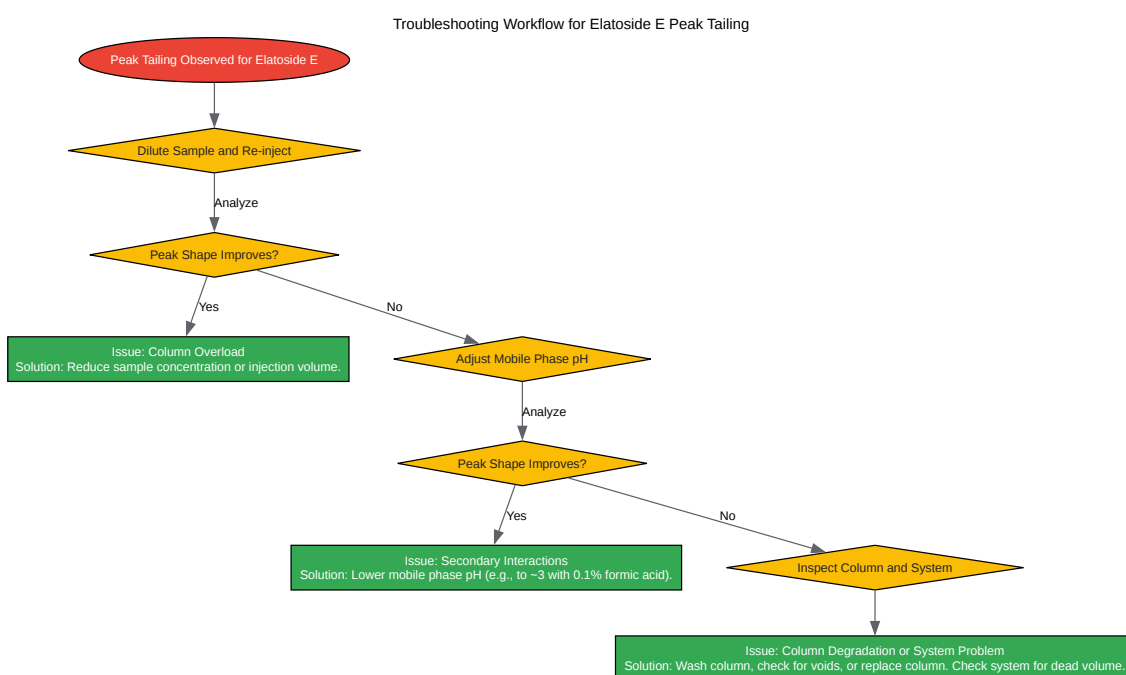 Troubleshooting Workflow for Elatoside E Peak Tailing
Peak Tailing Observed for Elatoside E
Dilute Sample and Re-inject
Analyze
Peak Shape Improves?
Yes
No
Issue: Column Overload
Solution: Reduce sample concentration or injection volume.
Adjust Mobile Phase pH
Analyze
Peak Shape Improves?
Yes
No
Issue: Secondary Interactions
Solution: Lower mobile phase pH (e.g., to ~3 with 0.1% formic acid).
Inspect Column and System
Issue: Column Degradation or System Problem
Solution: Wash column, check for voids, or replace column. Check system for dead volume.